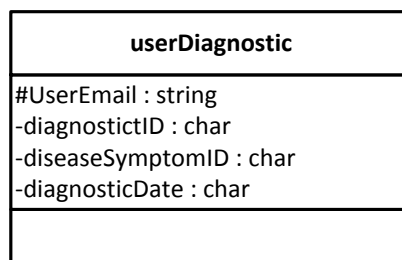 userDiagnostic
#UserEmail : string
-diagnostictID : char
-diseaseSymptomID : char
-diagnosticDate : char